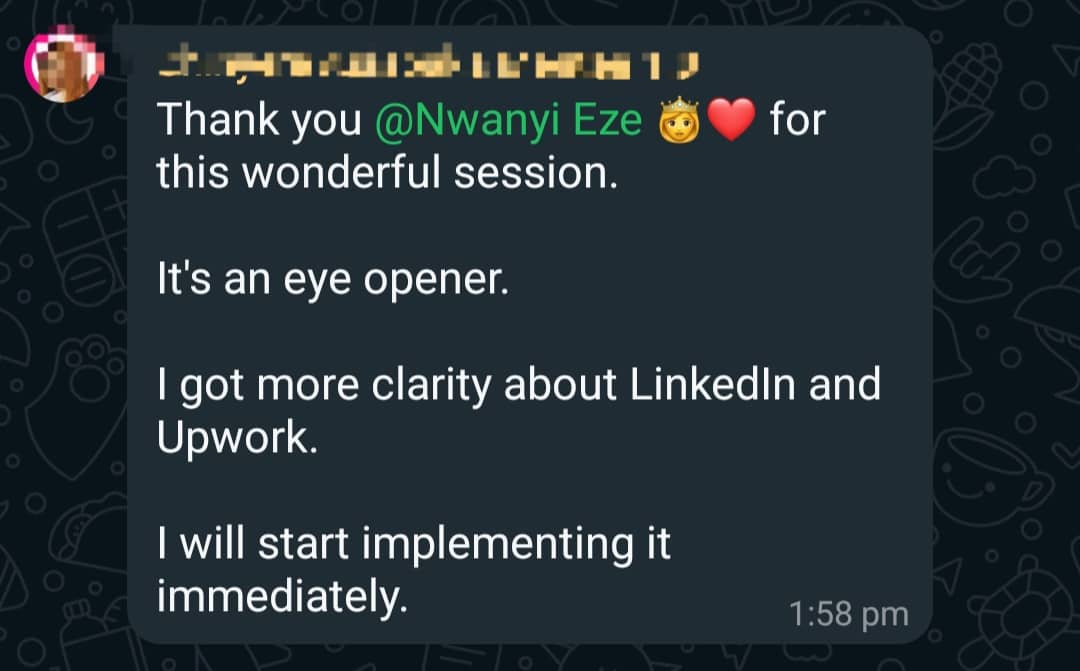 Thank you @Nwanyi Eze 👸❤️ for
this wonderful session.
It's an eye opener.
I got more clarity about LinkedIn and
Upwork.
I will start implementing it
immediately.
1:58 pm